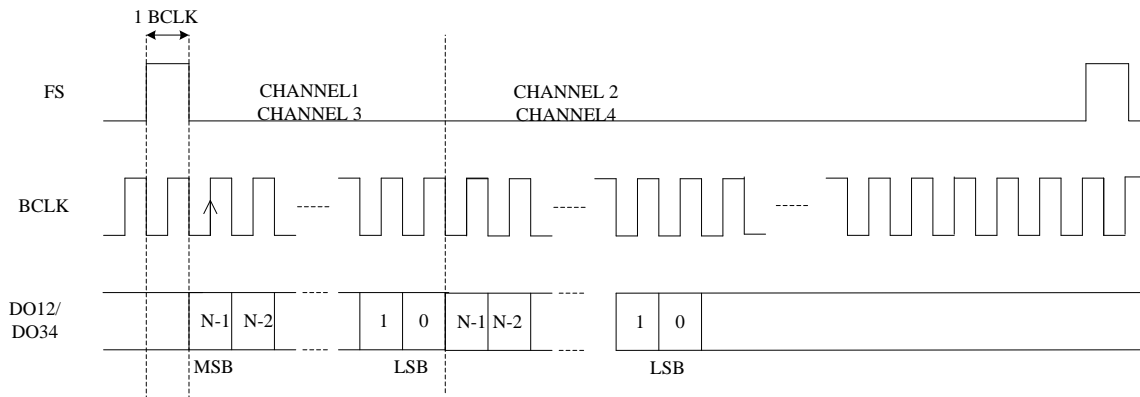 1 BCLK
FS
CHANNEL1
CHANNEL 3
CHANNEL 2
CHANNEL4
BCLK
DO12/
DO34
N-1 N-2 1 0 N-1 N-2 1 0
MSB LSB LSB